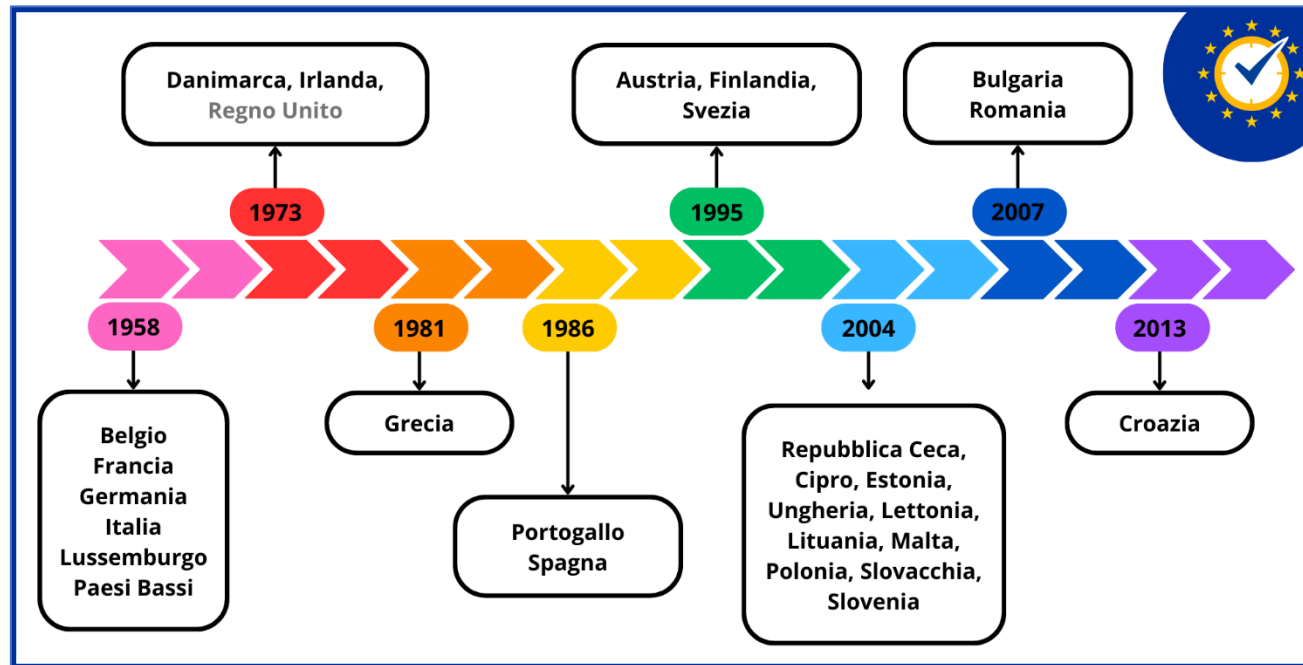 Danimarca, Irlanda,
Regno Unito
Austria, Finlandia,
Svezia
Bulgaria
Romania
1973
1995
2007
1958
1981
1986
2004
2013
Belgio
Francia
Germania
Italia
Lussemburgo
Paesi Bassi
Grecia
Portogallo
Spagna
Repubblica Ceca,
Cipro, Estonia,
Ungheria, Lettonia,
Lituania, Malta,
Polonia, Slovacchia,
Slovenia
Croazia